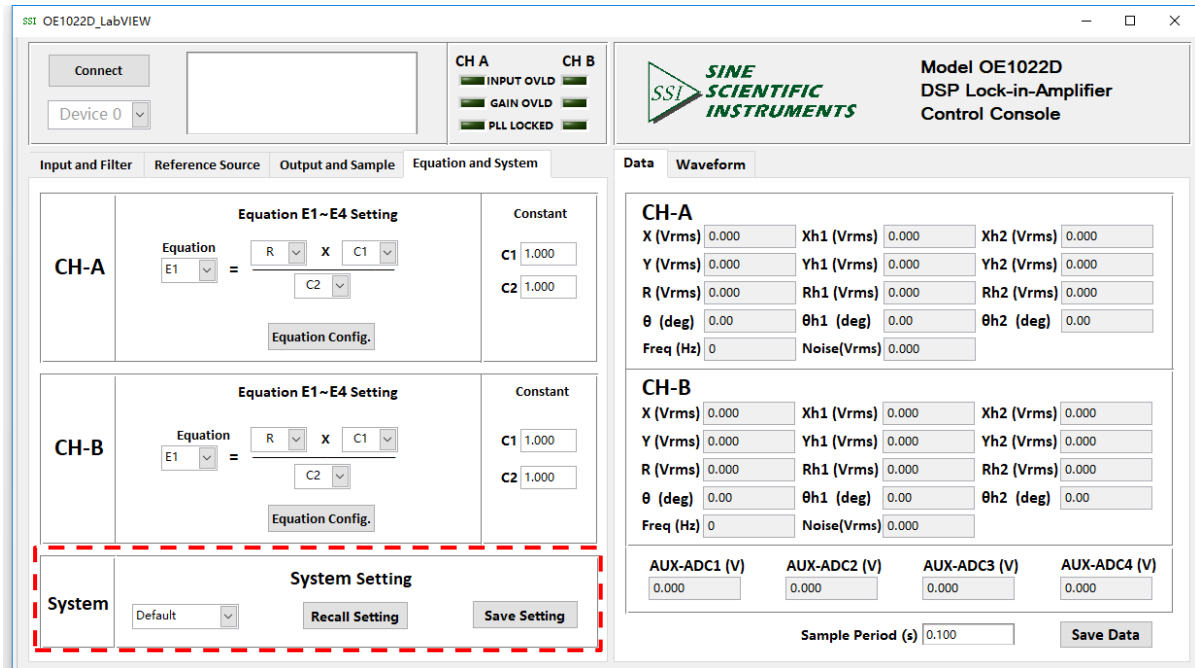 SSI OE1022D_LabVIEW
Connect
Device 0
CH A CH B
INPUT OVLD
GAIN OVLD
PLL LOCKED
SSI
SINE
SCIENTIFIC
INSTRUMENTS
Model OE1022D
DSP Lock-in-Amplifier
Control Console
Input and Filter Reference Source Output and Sample Equation and System
CH-A
Equation E1~E4 Setting
Equation
E1 = R X C1
C2
Equation Config.
Constant
C1 1.000
C2 1.000
CH-B
Equation E1~E4 Setting
Equation
E1 = R X C1
C2
Equation Config.
Constant
C1 1.000
C2 1.000
System
System Setting
Default Recall Setting Save Setting
Data Waveform
CH-A
X (Vrms) 0.000 Xh1 (Vrms) 0.000 Xh2 (Vrms) 0.000
Y (Vrms) 0.000 Yh1 (Vrms) 0.000 Yh2 (Vrms) 0.000
R (Vrms) 0.000 Rh1 (Vrms) 0.000 Rh2 (Vrms) 0.000
θ (deg) 0.00 θh1 (deg) 0.00 θh2 (deg) 0.00
Freq (Hz) 0 Noise(Vrms) 0.000
CH-B
X (Vrms) 0.000 Xh1 (Vrms) 0.000 Xh2 (Vrms) 0.000
Y (Vrms) 0.000 Yh1 (Vrms) 0.000 Yh2 (Vrms) 0.000
R (Vrms) 0.000 Rh1 (Vrms) 0.000 Rh2 (Vrms) 0.000
θ (deg) 0.00 θh1 (deg) 0.00 θh2 (deg) 0.00
Freq (Hz) 0 Noise(Vrms) 0.000
AUX-ADC1 (V) AUX-ADC2 (V) AUX-ADC3 (V) AUX-ADC4 (V)
0.000 0.000 0.000 0.000
Sample Period (s) 0.100 Save Data